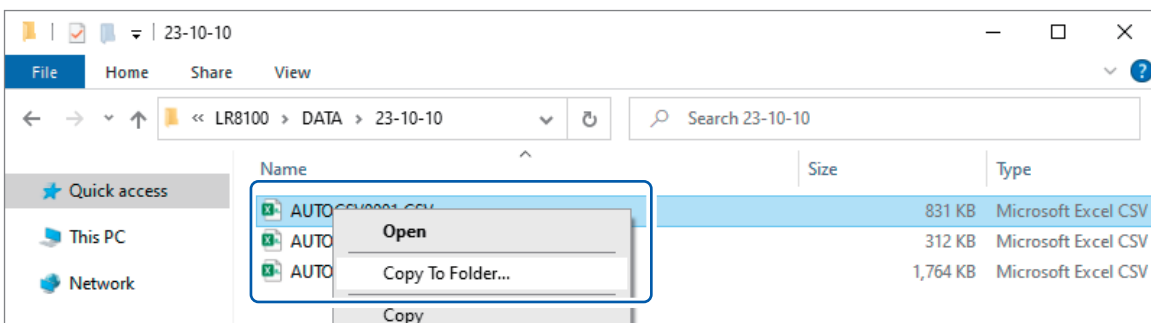 23-10-10
File Home Share View
« LR8100 > DATA > 23-10-10 Search 23-10-10
Name Size Type
Quick access
AUTOCSV0001.CSV 831 KB Microsoft Excel CSV
Open
This PC AUTO 312 KB Microsoft Excel CSV
AUTO Copy To Folder... 1,764 KB Microsoft Excel CSV
Network
Copy